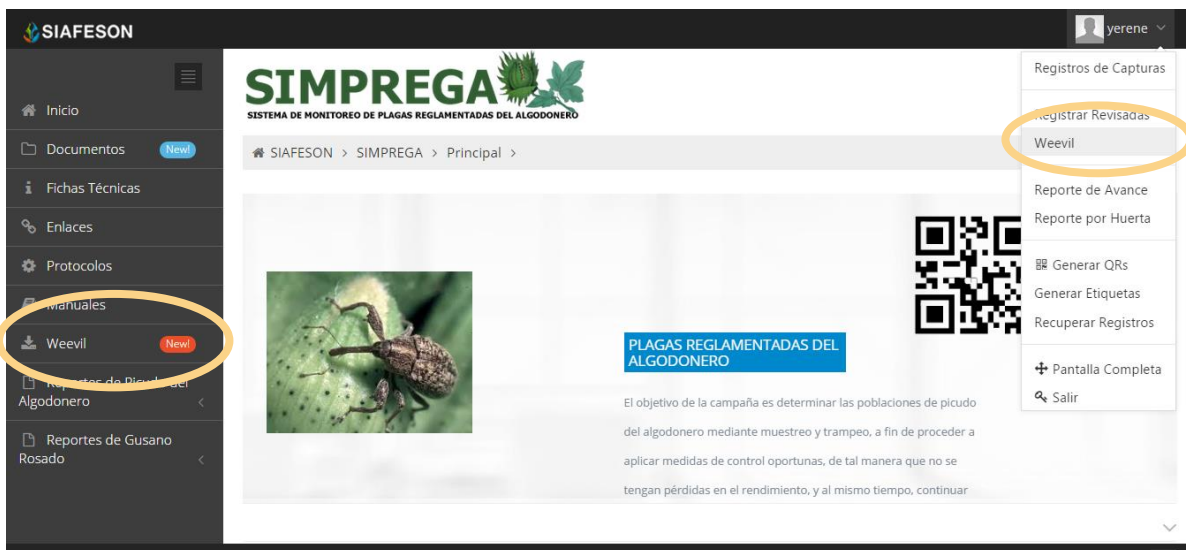 SIAFESON
yerene
Inicio
Documentos New!
Fichas Técnicas
Enlaces
Protocolos
Manuales
Weevil New!
Reportes de Picudo del
Algodonero
Reportes de Gusano
Rosado
SIMPREGA
SISTEMA DE MONITOREO DE PLAGAS REGLAMENTADAS DEL ALGODONERO
SIAFESON > SIMPREGA > Principal >
PLAGAS REGLAMENTADAS DEL
ALGODONERO
El objetivo de la campaña es determinar las poblaciones de picudo
del algodonero mediante muestreo y trampeo, a fin de proceder a
aplicar medidas de control oportunas, de tal manera que no se
tengan pérdidas en el rendimiento, y al mismo tiempo, continuar
Registros de Capturas
Registrar Revisadas
Weevil
Reporte de Avance
Reporte por Huerta
Generar QRs
Generar Etiquetas
Recuperar Registros
Pantalla Completa
Salir